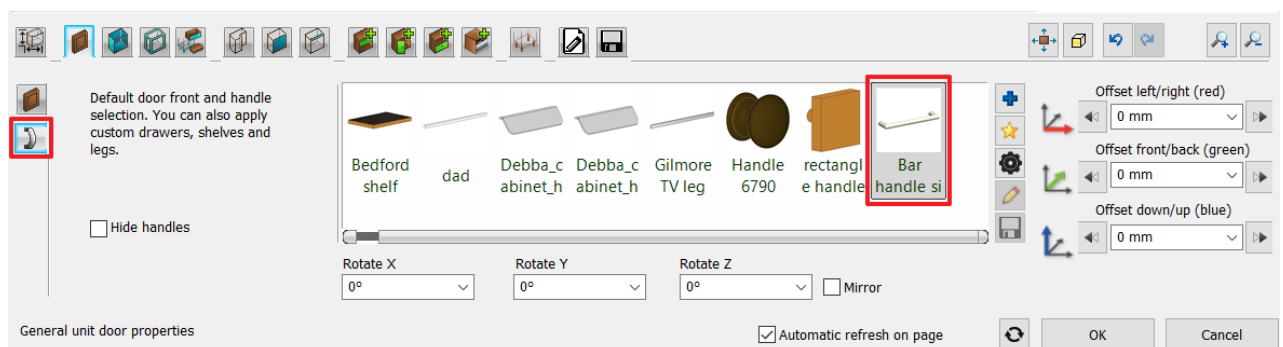 Default door front and handle
selection. You can also apply
custom drawers, shelves and
legs.
Hide handles
Bedford
shelf
dad
Debba_c
abinet_h
Debba_c
abinet_h
Gilmore
TV leg
Handle
6790
rectangl
e handle
Bar
handle si
Rotate X
0°
Rotate Y
0°
Rotate Z
0°
Mirror
Offset left/right (red)
0 mm
Offset front/back (green)
0 mm
Offset down/up (blue)
0 mm
General unit door properties
Automatic refresh on page
OK
Cancel